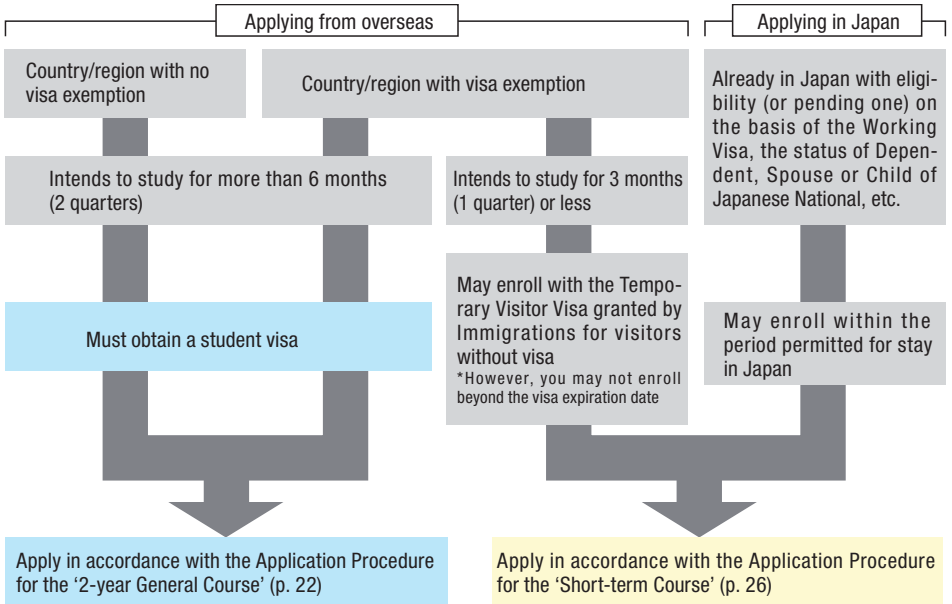 Applying from overseas
Applying in Japan
Country/region with no
visa exemption
Country/region with visa exemption
Already in Japan with eligi-
bility (or pending one) on
the basis of the Working
Visa, the status of Depen-
dent, Spouse or Child of
Japanese National, etc.
Intends to study for more than 6 months
(2 quarters)
Intends to study for 3 months
(1 quarter) or less
Must obtain a student visa
May enroll with the Tempo-
rary Visitor Visa granted by
Immigrations for visitors
without visa
*However, you may not enroll
beyond the visa expiration date
May enroll within the
period permitted for stay
in Japan
Apply in accordance with the Application Procedure
for the ‘2-year General Course’ (p. 22)
Apply in accordance with the Application Procedure
for the ‘Short-term Course’ (p. 26)